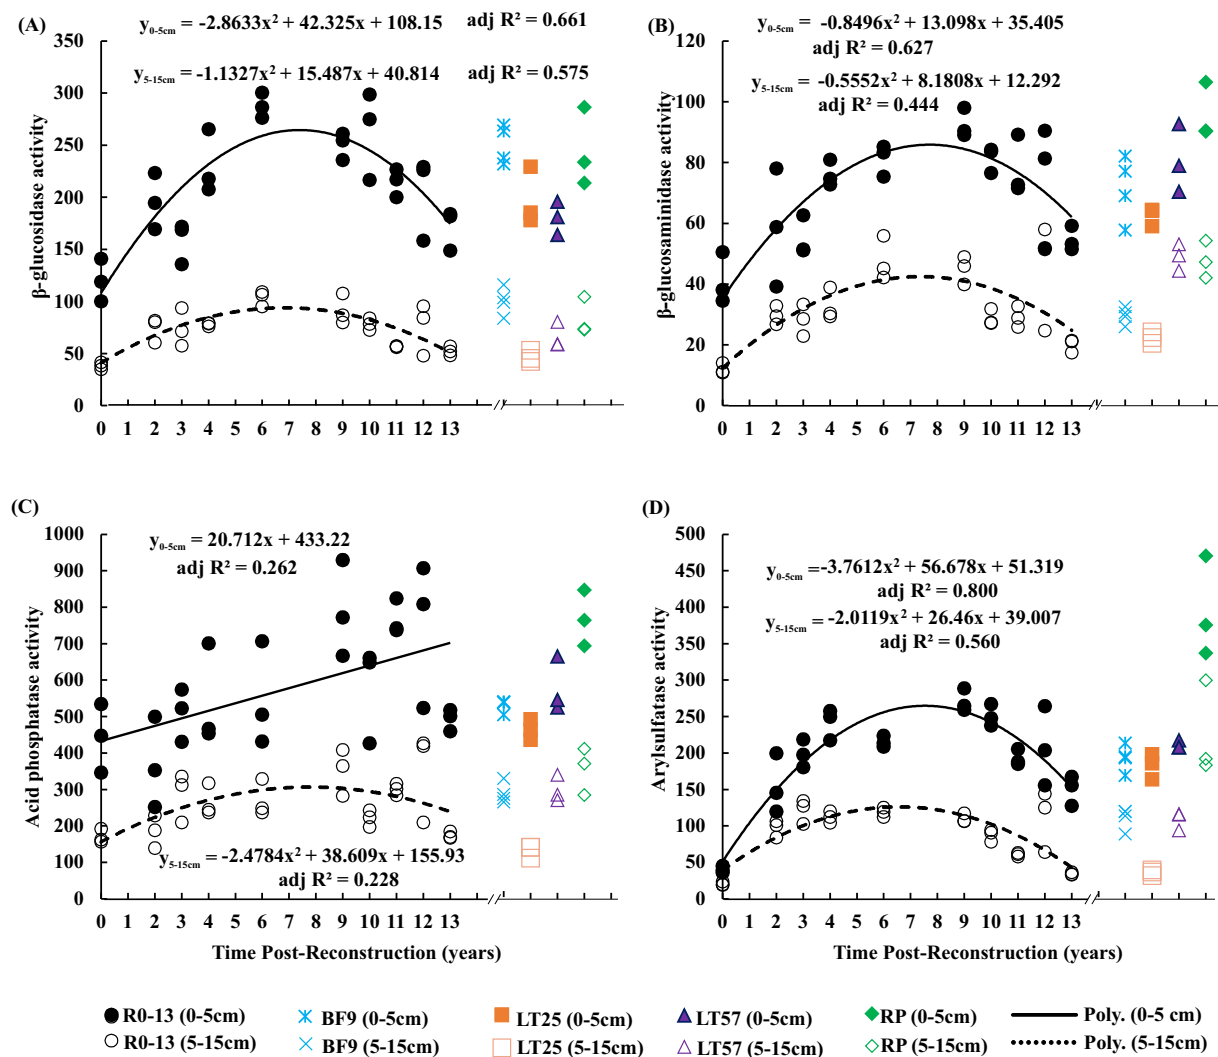 (A)
y0-5cm = -2.8633x² + 42.325x + 108.15 adj R² = 0.661
y5-15cm = -1.1327x² + 15.487x + 40.814 adj R² = 0.575
β-glucosidase activity
350
300
250
200
150
100
50
0
0 1 2 3 4 5 6 7 8 9 10 11 12 13
(B)
y0-5cm = -0.8496x² + 13.098x + 35.405
adj R² = 0.627
y5-15cm = -0.5552x² + 8.1808x + 12.292
adj R² = 0.444
β-glucosaminidase activity
120
100
80
60
40
20
0
0 1 2 3 4 5 6 7 8 9 10 11 12 13
(C)
y0-5cm = 20.712x + 433.22
adj R² = 0.262
y5-15cm = -2.4784x² + 38.609x + 155.93
adj R² = 0.228
Acid phosphatase activity
1000
900
800
700
600
500
400
300
200
100
0
0 1 2 3 4 5 6 7 8 9 10 11 12 13
Time Post-Reconstruction (years)
(D)
y0-5cm =-3.7612x² + 56.678x + 51.319
adj R² = 0.800
y5-15cm =-2.0119x² + 26.46x + 39.007
adj R² = 0.560
Arylsulfatase activity
500
450
400
350
300
250
200
150
100
50
0
0 1 2 3 4 5 6 7 8 9 10 11 12 13
Time Post-Reconstruction (years)
R0-13 (0-5cm) BF9 (0-5cm) LT25 (0-5cm) LT57 (0-5cm) RP (0-5cm) Poly. (0-5 cm)
R0-13 (5-15cm) BF9 (5-15cm) LT25 (5-15cm) LT57 (5-15cm) RP (5-15cm) Poly. (5-15cm)